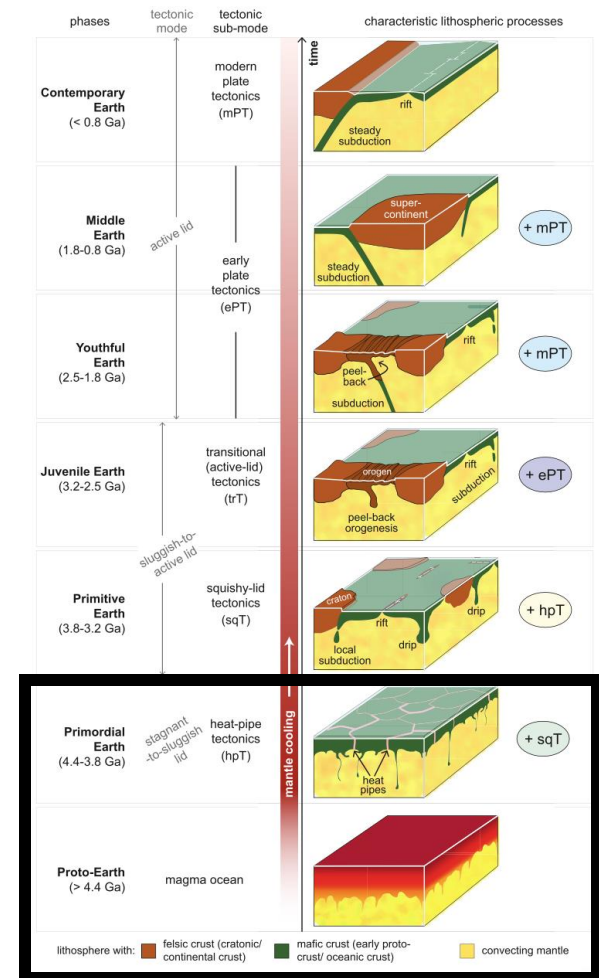 phases
tectonic
mode
tectonic
sub-mode
characteristic lithospheric processes
time
Contemporary
Earth
(< 0.8 Ga)
modern
plate
tectonics
(mPT)
rift
steady
subduction
Middle
Earth
(1.8-0.8 Ga)
active lid
early
plate
tectonics
(ePT)
super-
continent
steady
subduction
+ mPT
Youthful
Earth
(2.5-1.8 Ga)
rift
peel-
back
subduction
+ mPT
Juvenile Earth
(3.2-2.5 Ga)
transitional
(active-lid)
tectonics
(trT)
orogen
rift
subduction
peel-back
orogenesis
+ ePT
sluggish-to-
active lid
Primitive
Earth
(3.8-3.2 Ga)
squishy-lid
tectonics
(sqT)
craton
rift
drip
local
subduction
drip
+ hpT
mantle cooling
Primordial
Earth
(4.4-3.8 Ga)
stagnant
-to-sluggish
lid
heat-pipe
tectonics
(hpT)
heat
pipes
+ sqT
Proto-Earth
(> 4.4 Ga)
magma ocean
lithosphere with:
felsic crust (cratonic/
continental crust)
mafic crust (early proto-
crust/ oceanic crust)
convecting mantle